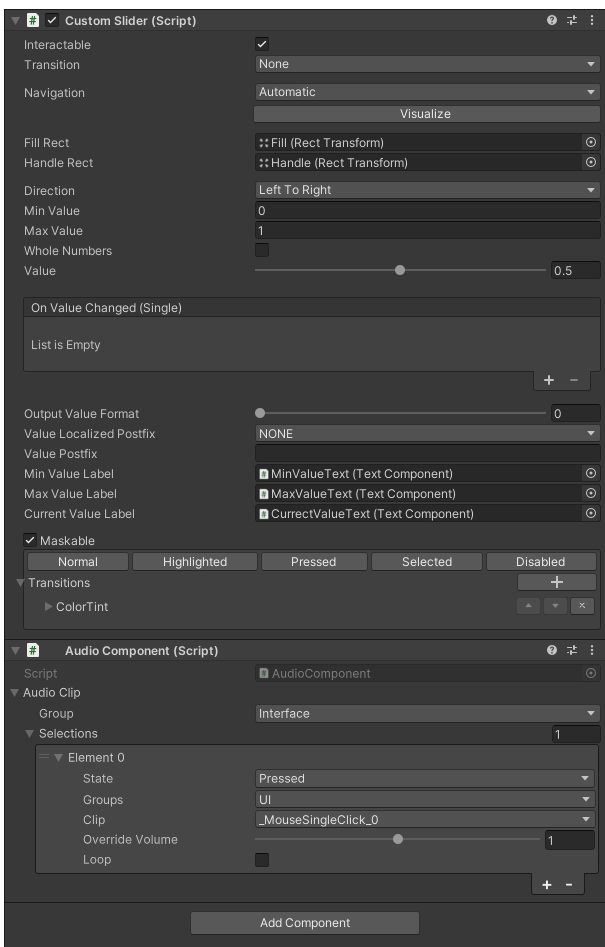 Custom Slider (Script)
Interactable
Transition None
Navigation Automatic
Visualize
Fill Rect Fill (Rect Transform)
Handle Rect Handle (Rect Transform)
Direction Left To Right
Min Value 0
Max Value 1
Whole Numbers
Value 0.5
On Value Changed (Single)
List is Empty
+ −
Output Value Format 0
Value Localized Postfix NONE
Value Postfix
Min Value Label MinValueText (Text Component)
Max Value Label MaxValueText (Text Component)
Current Value Label CurrectValueText (Text Component)
Maskable
Normal Highlighted Pressed Selected Disabled
Transitions +
ColorTint
Audio Component (Script)
Script AudioComponent
Audio Clip
Group Interface
Selections 1
Element 0
State Pressed
Groups UI
Clip _MouseSingleClick_0
Override Volume 1
Loop
+ -
Add Component